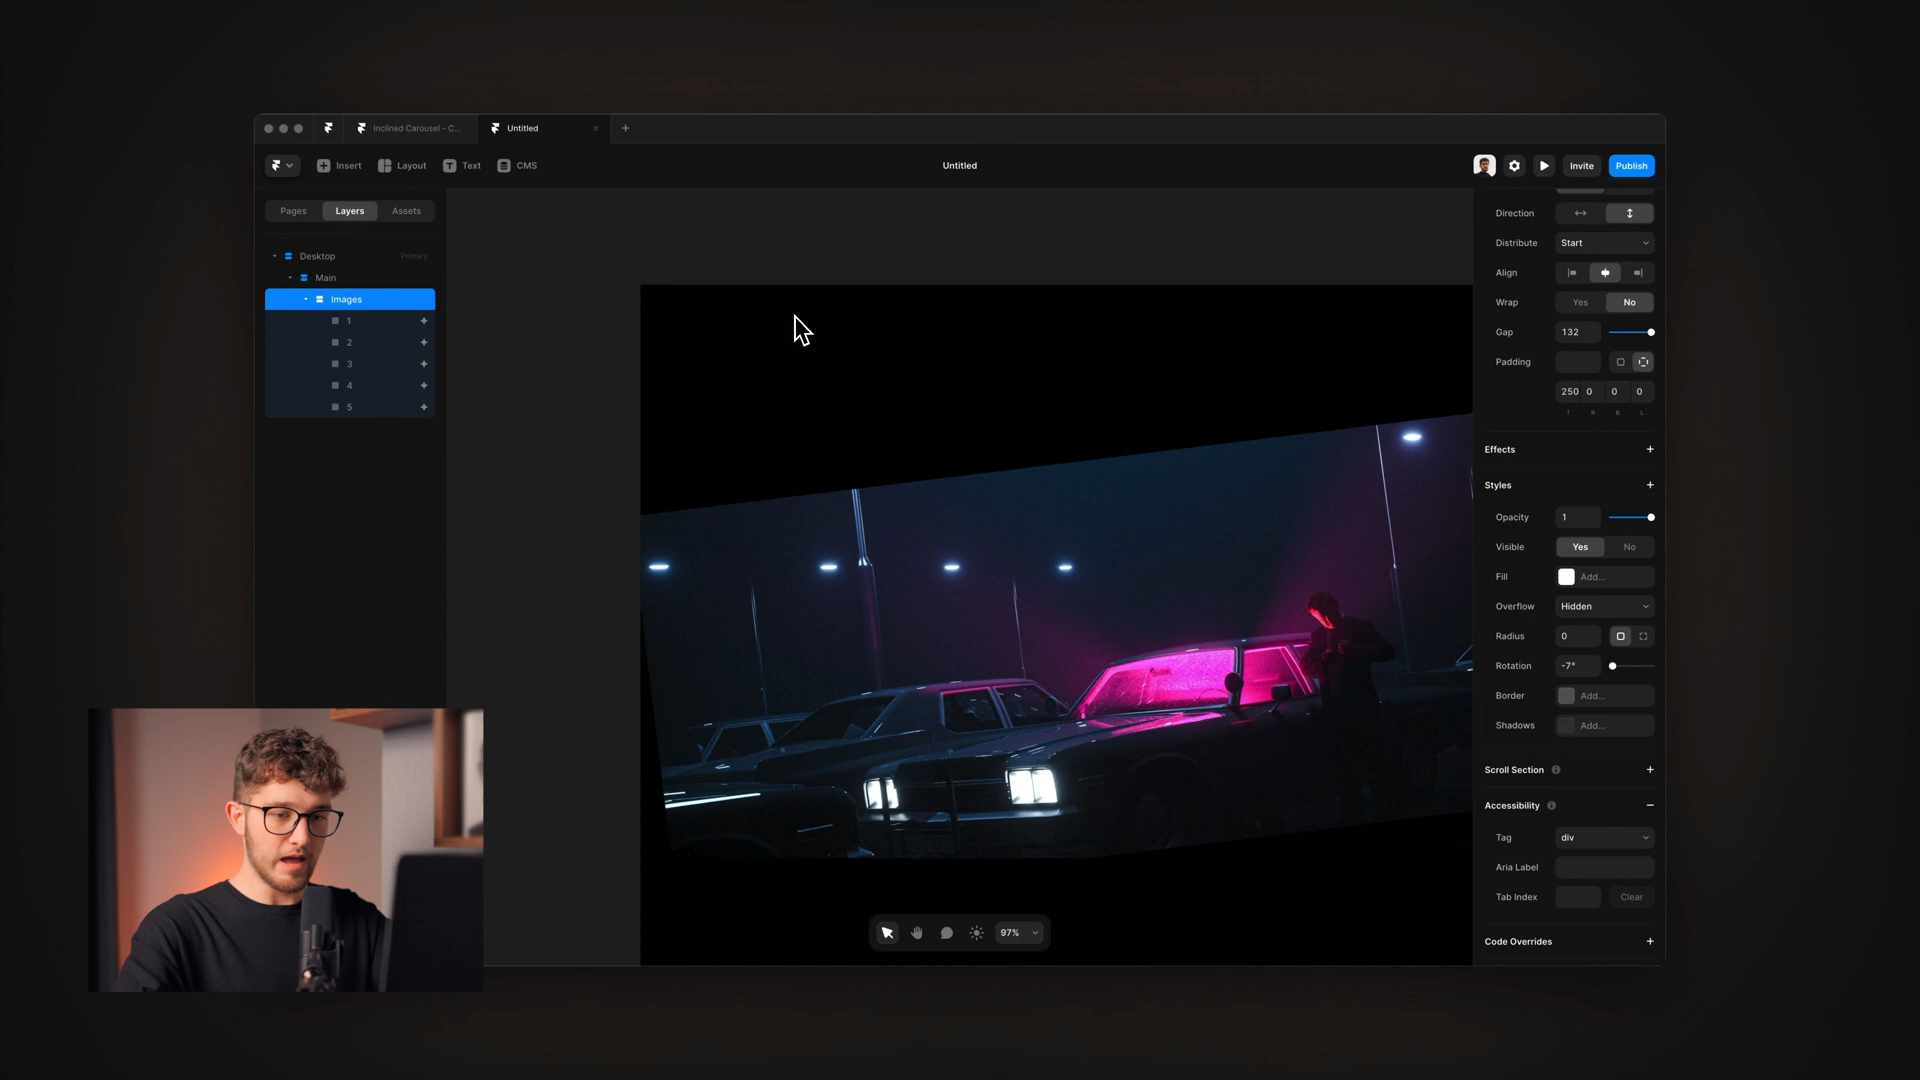 Inclined Carousel - C...
Untitled
Insert
Layout
Text
CMS
Untitled
Invite
Publish
Pages
Layers
Assets
Desktop
Primary
Main
Images
1
2
3
4
5
97%
Direction
Distribute
Start
Align
Wrap
Yes
No
Gap
132
Padding
250
0
0
0
T
R
B
L
Effects
Styles
Opacity
1
Visible
Yes
No
Fill
Add...
Overflow
Hidden
Radius
0
Rotation
-7°
Border
Add...
Shadows
Add...
Scroll Section
Accessibility
Tag
div
Aria Label
Tab Index
Clear
Code Overrides